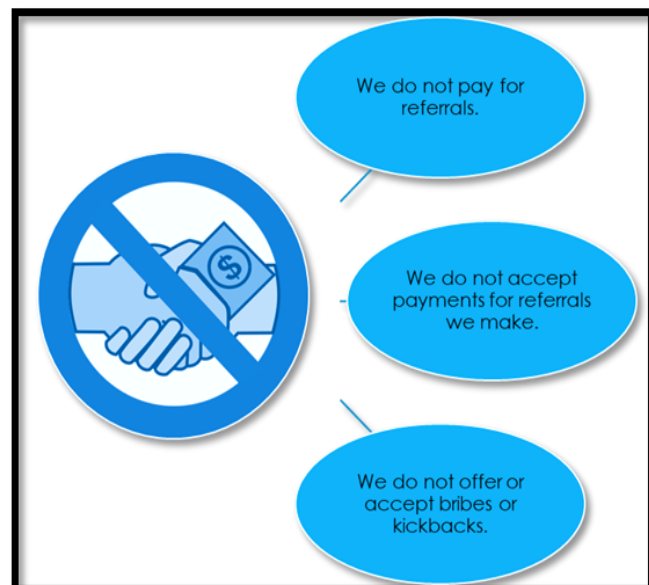 We do not pay for
referrals.
$
We do not accept
payments for referrals
we make.
We do not offer or
accept bribes or
kickbacks.